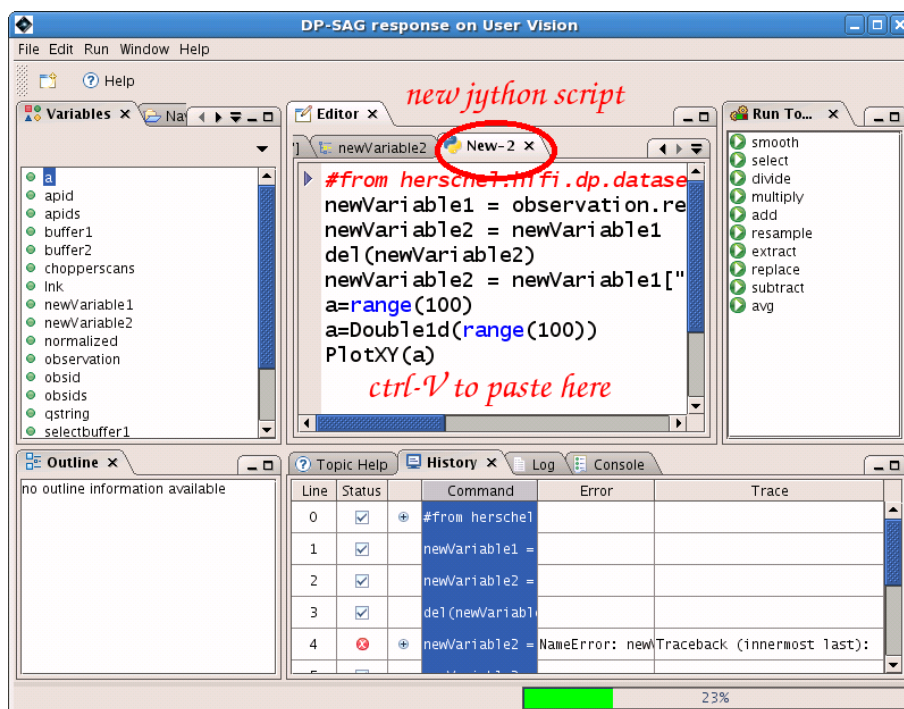 DP-SAG response on User Vision
File Edit Run Window Help
Help
new jython script
Variables
Na
Editor
Run To...
newVariable2
New-2
a
apid
apids
buffer1
buffer2
chopperscans
lnk
newVariable1
newVariable2
normalized
observation
obsid
obsids
qstring
selectbuffer1
#from herschel.hifi.dp.datase
newVariable1 = observation.re
newVariable2 = newVariable1
del(newVariable2)
newVariable2 = newVariable1["
a=range(100)
a=Double1d(range(100))
PlotXY(a)
ctrl-V to paste here
smooth
select
divide
multiply
add
resample
extract
replace
subtract
avg
Outline
no outline information available
Topic Help
History
Log
Console
Line Status Command Error Trace
0 #from herschel
1 newVariable1 =
2 newVariable2 =
3 del(newVariabl
4 newVariable2 = NameError: new Traceback (innermost last):
23%